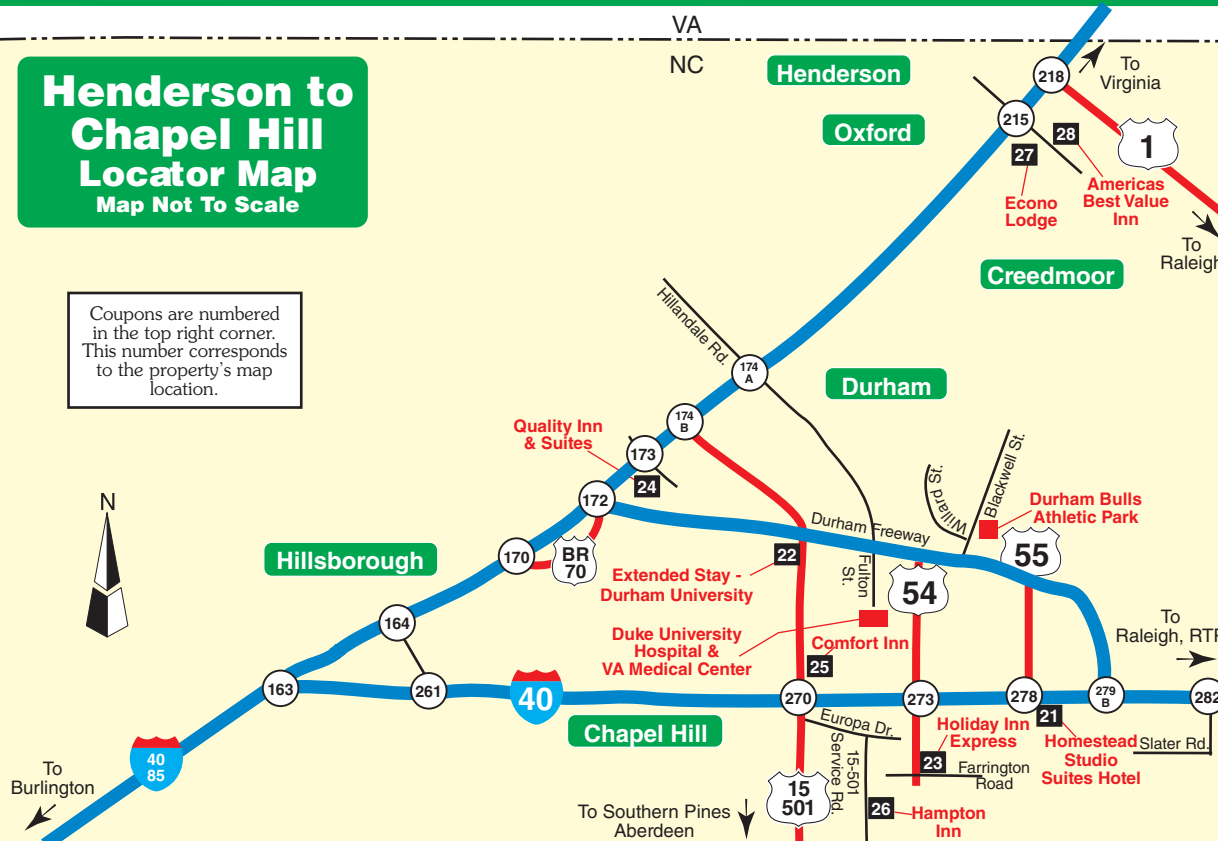 VA
NC
Henderson to
Chapel Hill
Locator Map
Map Not To Scale
Henderson
Oxford
218
To
Virginia
215
28
1
27
Econo
Lodge
Americas
Best Value
Inn
To
Raleigh
Creedmoor
Coupons are numbered
in the top right corner.
This number corresponds
to the property's map
location.
Hillandale Rd.
174
A
Durham
174
B
Quality Inn
& Suites
173
24
172
Willard St.
Blackwell St.
Durham Bulls
Athletic Park
N
Durham Freeway
Hillsborough
170
BR
70
22
Extended Stay -
Durham University
Fulton
St.
54
55
164
Duke University
Hospital &
VA Medical Center
Comfort Inn
25
To
Raleigh, RTP
163
261
40
270
273
278
279
B
282
Chapel Hill
Europa Dr.
Holiday Inn
Express
21
Homestead
Studio
Suites Hotel
Slater Rd.
40
85
To
Burlington
15-501
Service Rd.
23
Farrington
Road
15
501
To Southern Pines
Aberdeen
26
Hampton
Inn